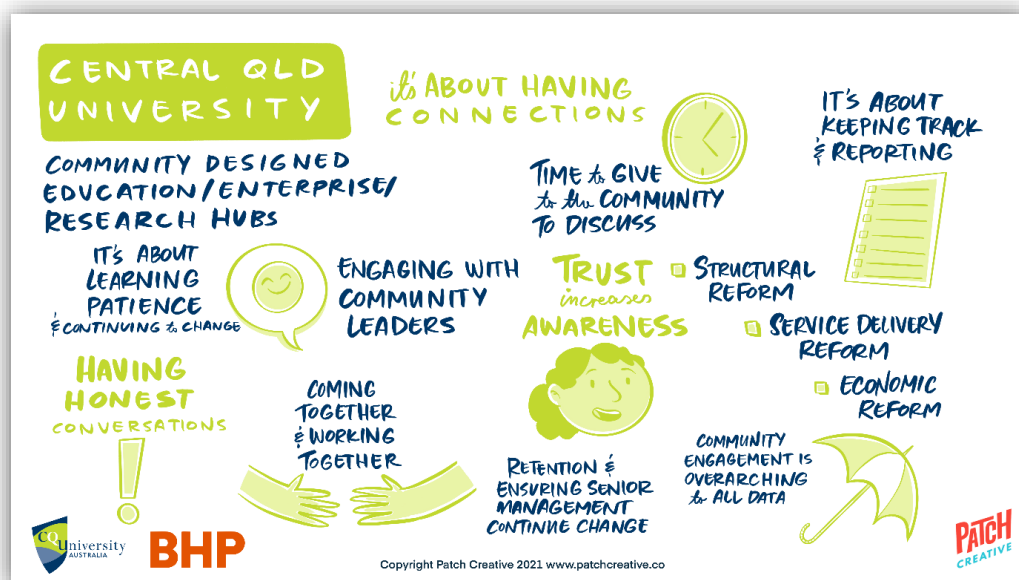 CENTRAL QLD
UNIVERSITY
it's ABOUT HAVING
CONNECTIONS
IT'S ABOUT
KEEPING TRACK
& REPORTING
COMMUNITY DESIGNED
EDUCATION/ENTERPRISE/
RESEARCH HUBS
TIME to GIVE
to the COMMUNITY
TO DISCUSS
IT'S ABOUT
LEARNING
PATIENCE
& CONTINUING to CHANGE
ENGAGING WITH
COMMUNITY
LEADERS
TRUST
increases
AWARENESS
STRUCTURAL
REFORM
SERVICE DELIVERY
REFORM
ECONOMIC
REFORM
HAVING
HONEST
CONVERSATIONS
COMING
TOGETHER
& WORKING
TOGETHER
RETENTION &
ENSURING SENIOR
MANAGEMENT
CONTINUE CHANGE
COMMUNITY
ENGAGEMENT IS
OVERARCHING
to ALL DATA
CQUniversity
AUSTRALIA
BHP
Copyright Patch Creative 2021 www.patchcreative.co
PATCH
CREATIVE